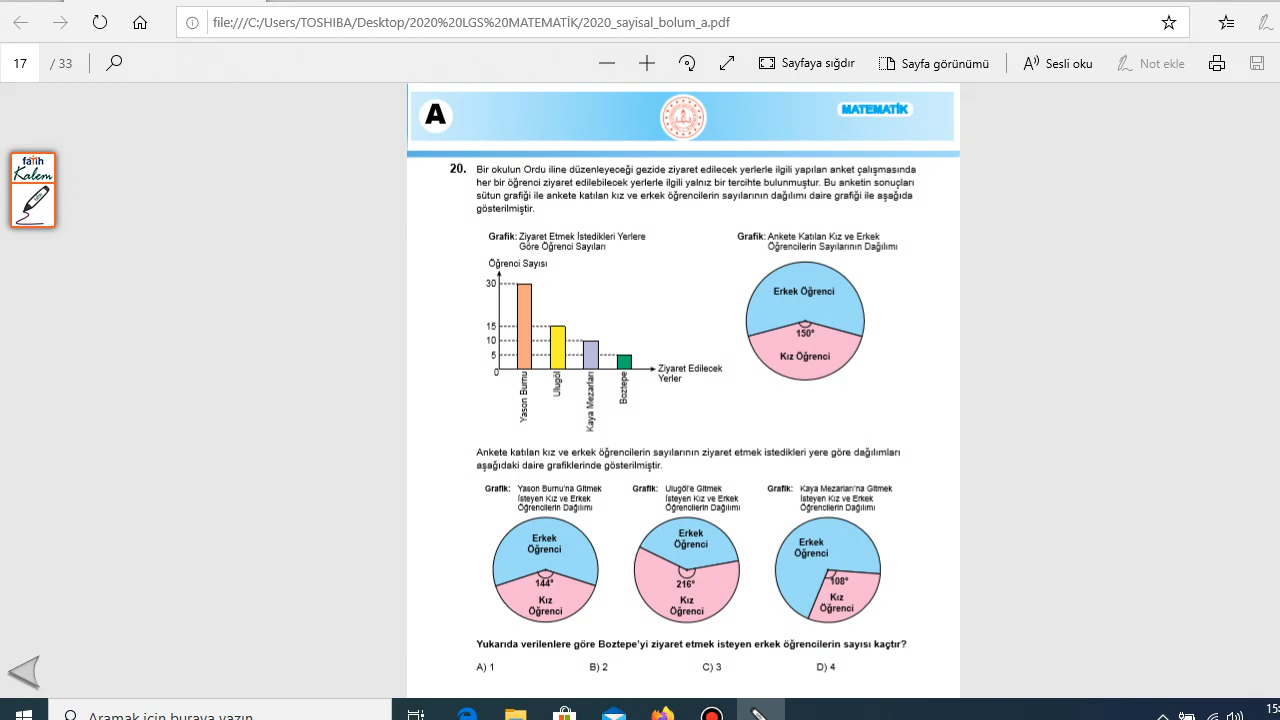 file:///C:/Users/TOSHIBA/Desktop/2020%20LGS%20MATEMATİK/2020_sayisal_bolum_a.pdf
17 / 33
Sayfaya sığdır
Sayfa görünümü
Sesli oku
Not ekle
A
MATEMATİK
fatih
Kalem
20. Bir okulun Ordu iline düzenleyeceği gezide ziyaret edilecek yerlerle ilgili yapılan anket çalışmasında
her bir öğrenci ziyaret edilebilecek yerlerle ilgili yalnız bir tercihte bulunmuştur. Bu anketin sonuçları
sütun grafiği ile ankete katılan kız ve erkek öğrencilerin sayılarının dağılımı daire grafiği ile aşağıda
gösterilmiştir.
Grafik: Ziyaret Etmek İstedikleri Yerlere
Göre Öğrenci Sayıları
Öğrenci Sayısı
30
15
10
5
0
Yason Burnu
Ulugöl
Kaya Mezarları
Boztepe
Ziyaret Edilecek
Yerler
Grafik: Ankete Katılan Kız ve Erkek
Öğrencilerin Sayılarının Dağılımı
Erkek Öğrenci
150°
Kız Öğrenci
Ankete katılan kız ve erkek öğrencilerin sayılarının ziyaret etmek istedikleri yere göre dağılımları
aşağıdaki daire grafiklerinde gösterilmiştir.
Grafik: Yason Burnu'na Gitmek
İsteyen Kız ve Erkek
Öğrencilerin Dağılımı
Erkek
Öğrenci
144°
Kız
Öğrenci
Grafik: Ulugöl'e Gitmek
İsteyen Kız ve Erkek
Öğrencilerin Dağılımı
Erkek
Öğrenci
216°
Kız
Öğrenci
Grafik: Kaya Mezarları'na Gitmek
İsteyen Kız ve Erkek
Öğrencilerin Dağılımı
Erkek
Öğrenci
108°
Kız
Öğrenci
Yukarıda verilenlere göre Boztepe'yi ziyaret etmek isteyen erkek öğrencilerin sayısı kaçtır?
A) 1 B) 2 C) 3 D) 4
Aramak için buraya yazın